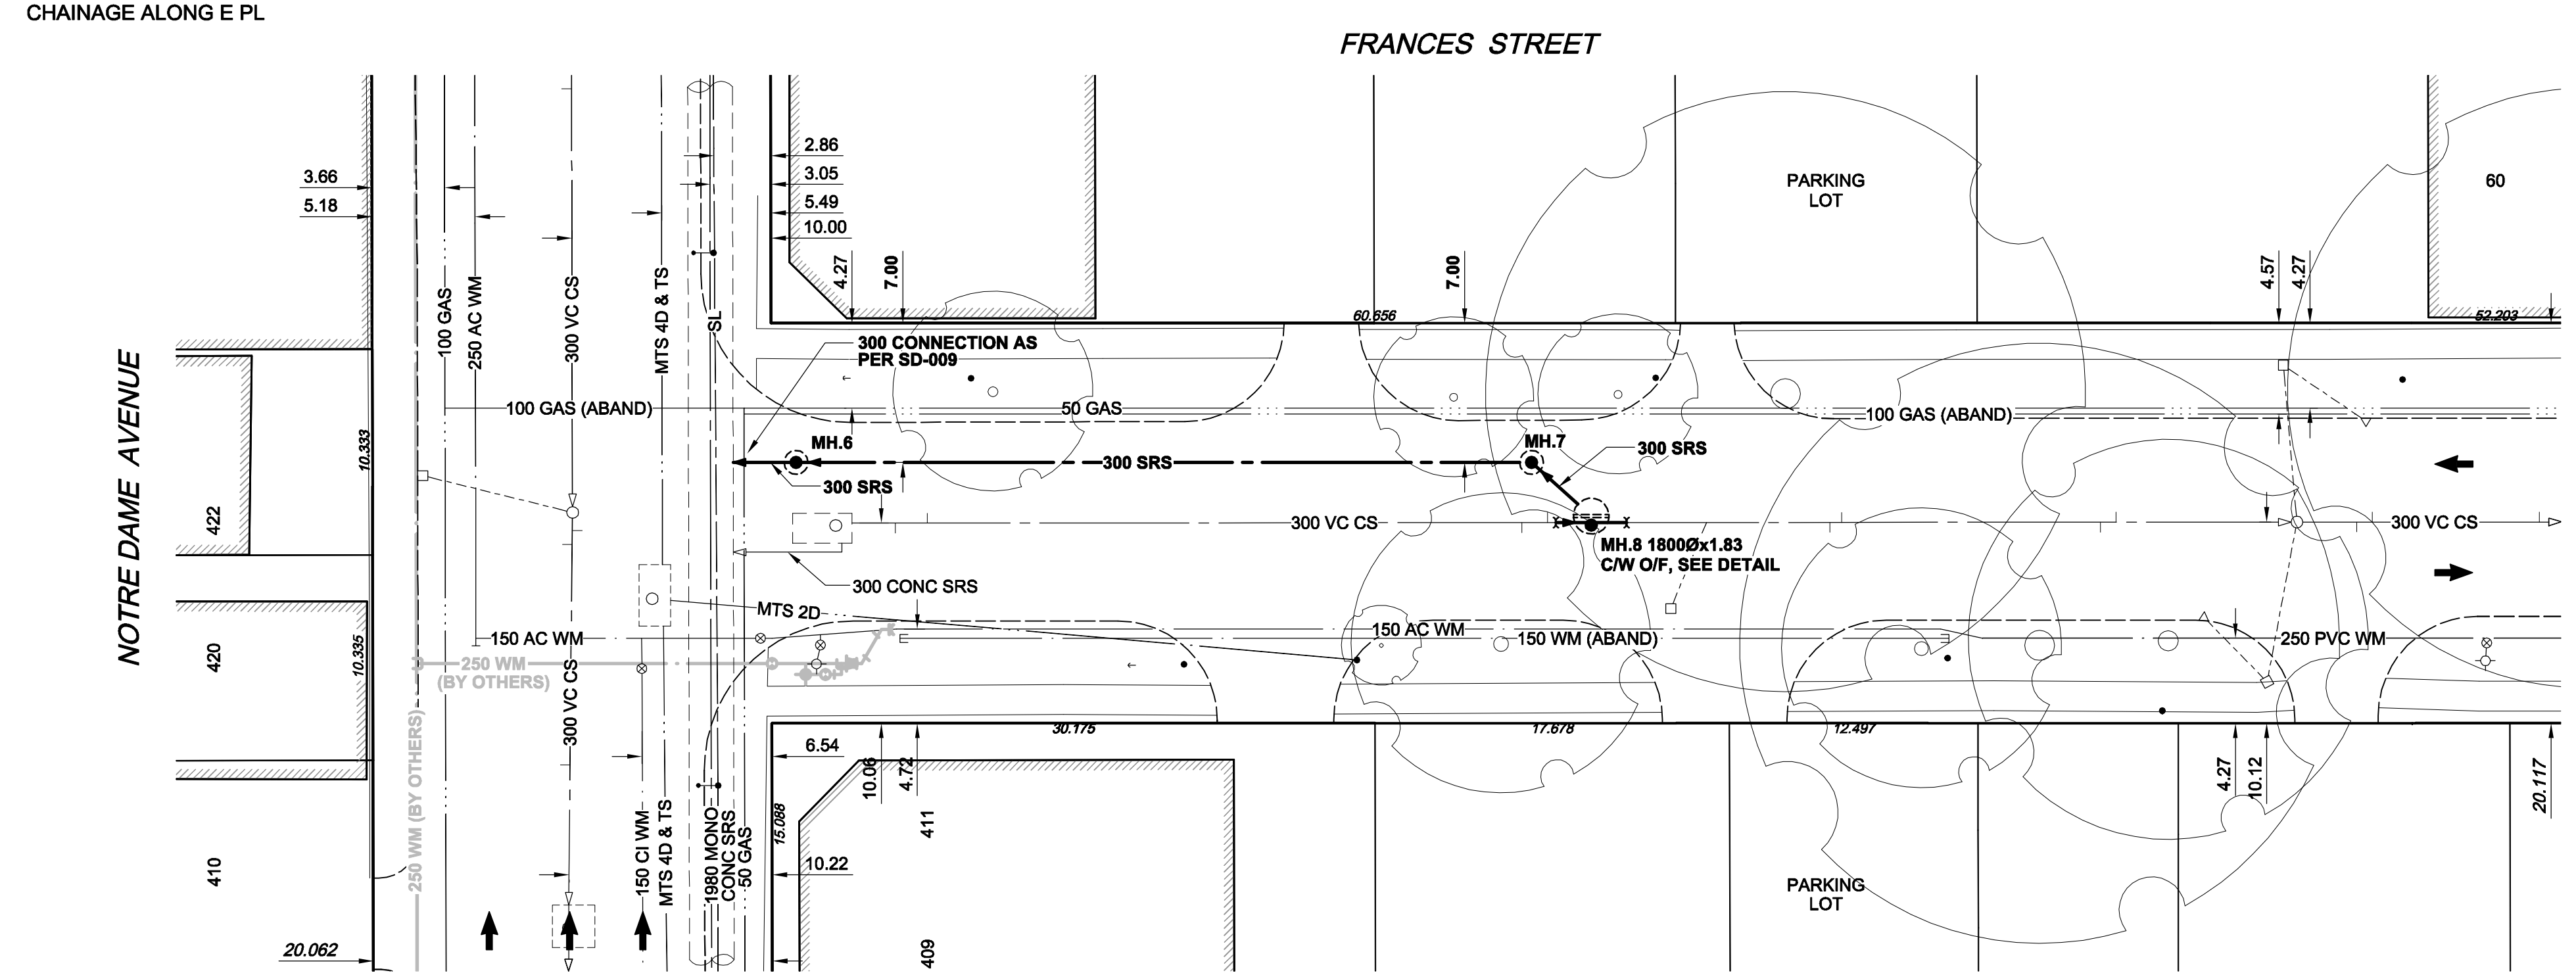 CHAINAGE ALONG E PL
FRANCES STREET
NOTRE DAME AVENUE
3.66
5.18
100 GAS
250 AC WM
300 VC CS
MTS 4D & TS
SL
2.86
3.05
5.49
10.00
4.27
7.00
7.00
60.656
PARKING
LOT
4.57
4.27
60
52.203
300 CONNECTION AS
PER SD-009
100 GAS (ABAND)
50 GAS
100 GAS (ABAND)
10.333
MH.6
300 SRS
300 SRS
MH.7
300 SRS
422
300 VC CS
300 VC CS
MH.8 1800Øx1.83
C/W O/F, SEE DETAIL
300 CONC SRS
MTS 2D
420
10.335
150 AC WM
150 AC WM
150 WM (ABAND)
250 PVC WM
250 WM
(BY OTHERS)
300 VC CS
250 WM (BY OTHERS)
30.175
17.678
12.497
6.54
10.06
4.72
4.27
10.12
20.117
410
150 CI WM
MTS 4D & TS
1980 MONO
CONC SRS
50 GAS
15.088
10.22
411
409
PARKING
LOT
20.062